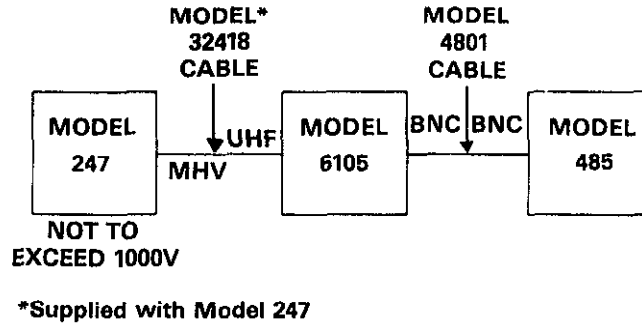 MODEL*
32418
CABLE
MODEL
4801
CABLE
MODEL
247
MHV
UHF
MODEL
6105
BNC
BNC
MODEL
485
NOT TO
EXCEED 1000V
*Supplied with Model 247